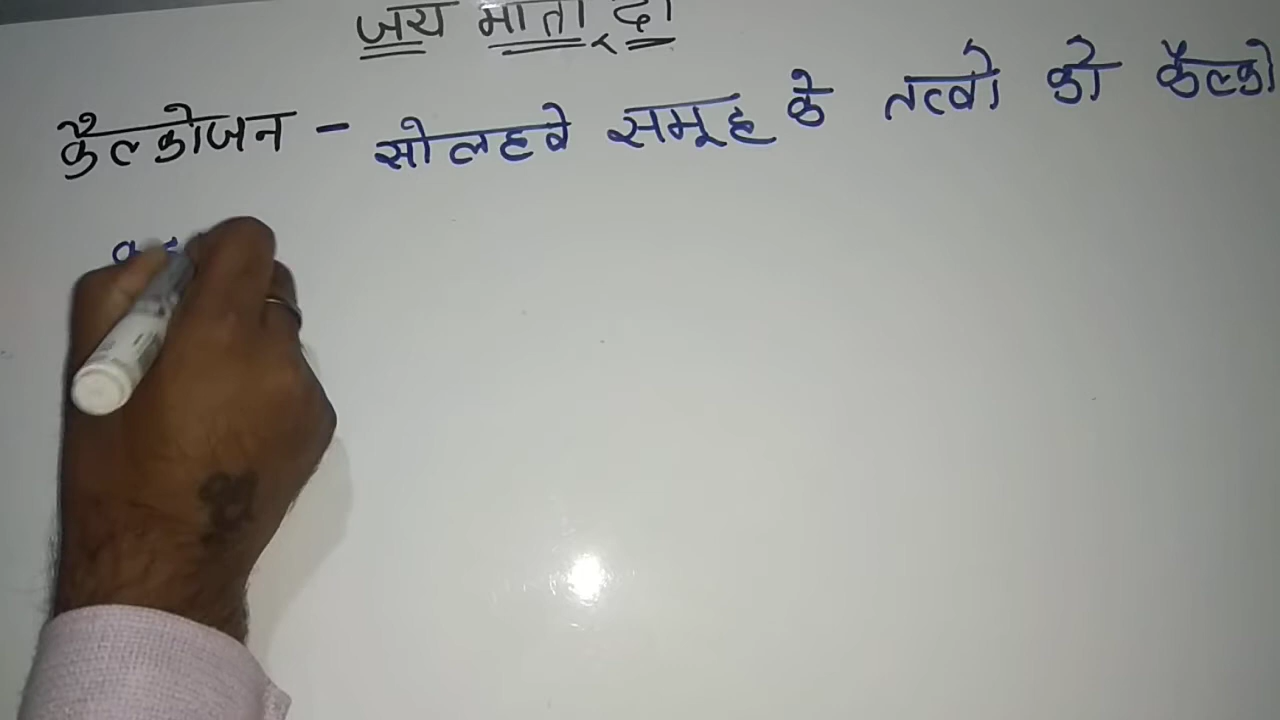 जय माता दी
कैल्कोजन - सोलहवे समूह के तत्वो को कैल्को